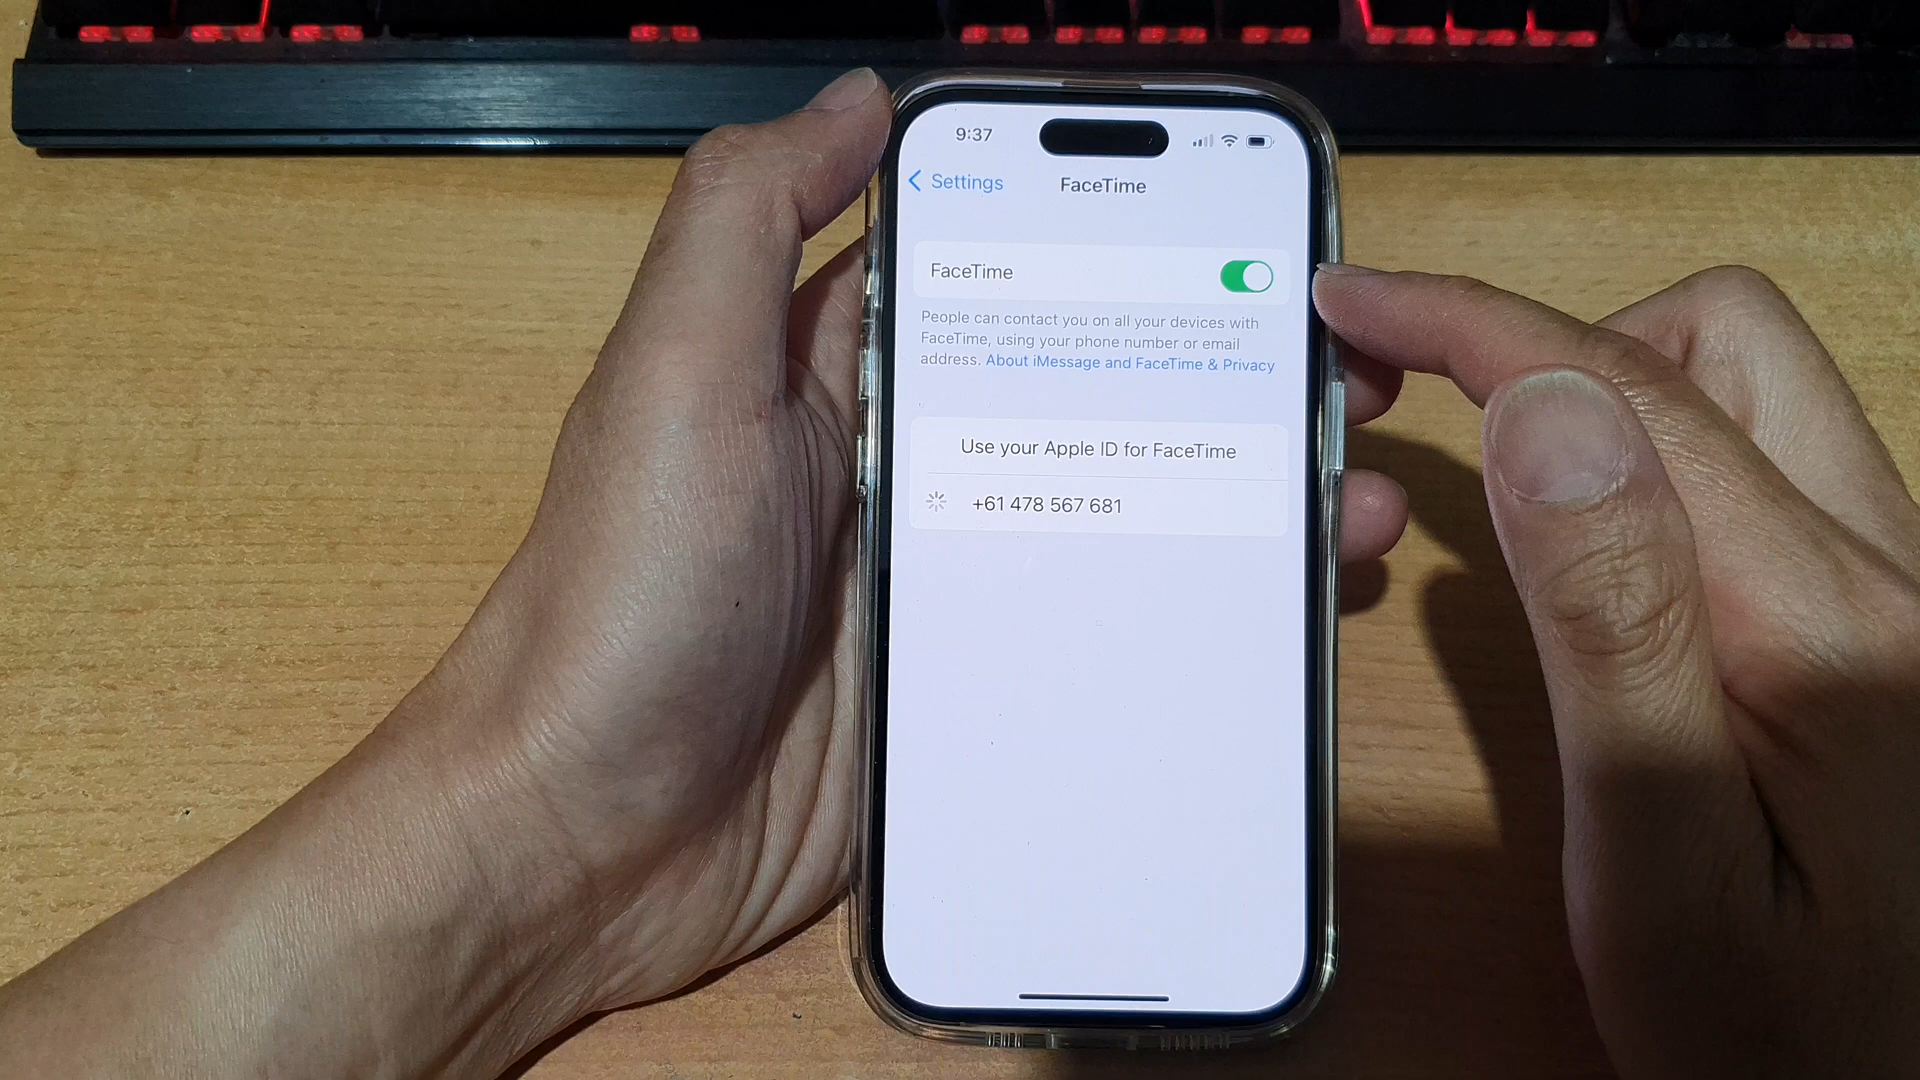 9:37
Settings
FaceTime
FaceTime
People can contact you on all your devices with
FaceTime, using your phone number or email
address. About iMessage and FaceTime & Privacy
Use your Apple ID for FaceTime
+61 478 567 681